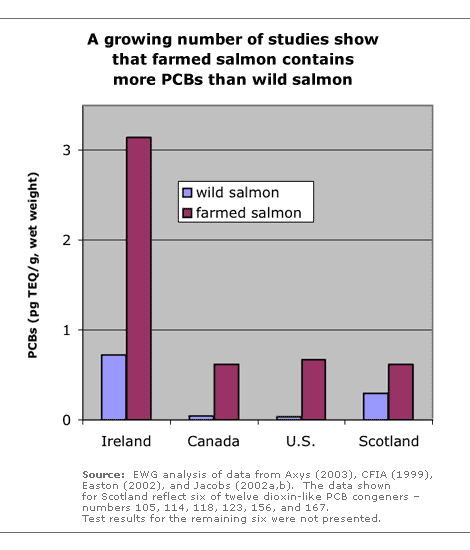 A growing number of studies show
that farmed salmon contains
more PCBs than wild salmon
PCBs (pg TEQ/g, wet weight)
3
2
1
0
wild salmon
farmed salmon
Ireland
Canada
U.S.
Scotland
Source: EWG analysis of data from Axys (2003), CFIA (1999),
Easton (2002), and Jacobs (2002a,b). The data shown
for Scotland reflect six of twelve dioxin-like PCB congeners –
numbers 105, 114, 118, 123, 156, and 167.
Test results for the remaining six were not presented.